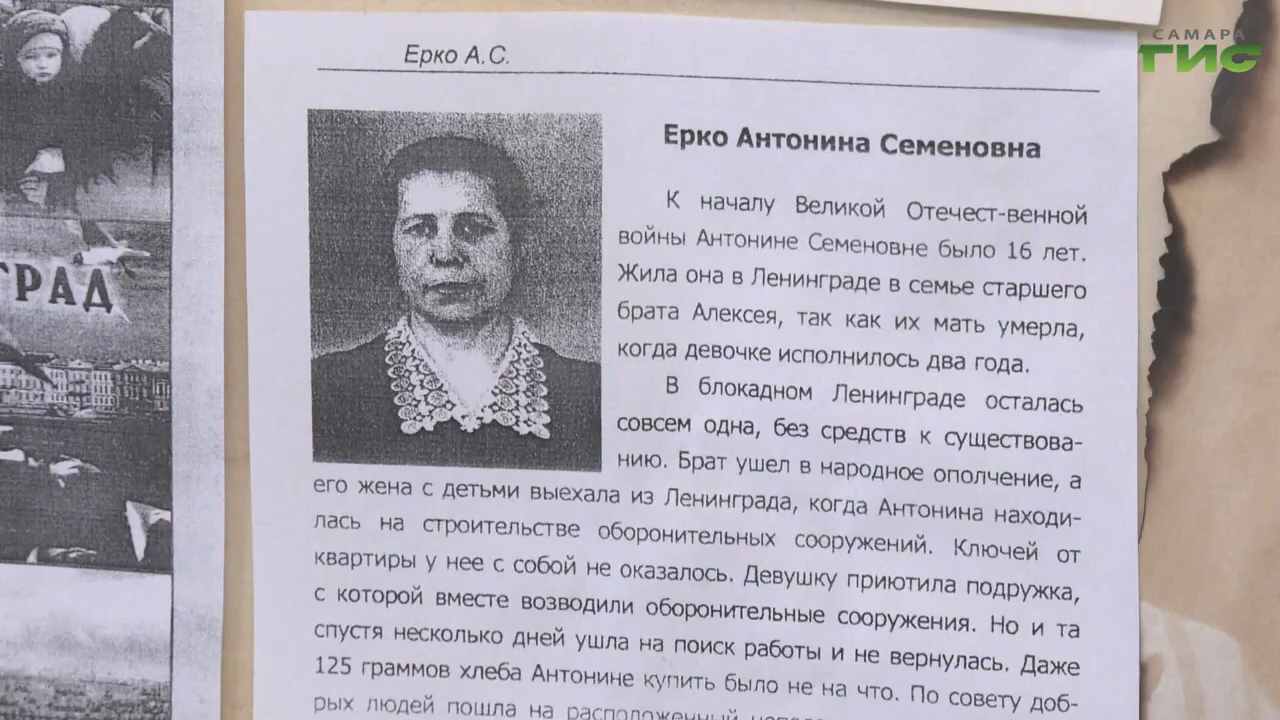 САМАРА
ГИС
ГРАД
Ерко А.С.
Ерко Антонина Семеновна
К началу Великой Отечест-венной
войны Антонине Семеновне было 16 лет.
Жила она в Ленинграде в семье старшего
брата Алексея, так как их мать умерла,
когда девочке исполнилось два года.
В блокадном Ленинграде осталась
совсем одна, без средств к существова-
нию. Брат ушел в народное ополчение, а
его жена с детьми выехала из Ленинграда, когда Антонина находи-
лась на строительстве оборонительных сооружений. Ключей от
квартиры у нее с собой не оказалось. Девушку приютила подружка,
с которой вместе возводили оборонительные сооружения. Но и та
спустя несколько дней ушла на поиск работы и не вернулась. Даже
125 граммов хлеба Антонине купить было не на что. По совету доб-
рых людей пошла на расположенный